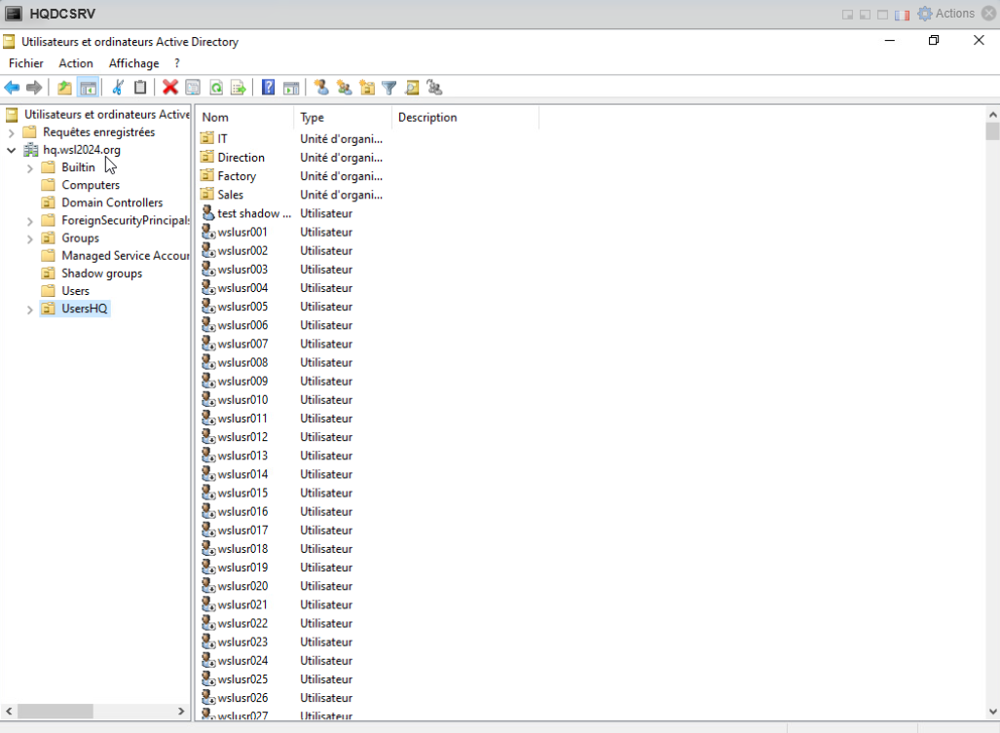 HQDCSRV
Actions
Utilisateurs et ordinateurs Active Directory
Fichier Action Affichage ?
Utilisateurs et ordinateurs Active
Requêtes enregistrées
hq.wsl2024.org
Builtin
Computers
Domain Controllers
ForeignSecurityPrincipals
Groups
Managed Service Accour
Shadow groups
Users
UsersHQ
Nom Type Description
IT Unité d'organi...
Direction Unité d'organi...
Factory Unité d'organi...
Sales Unité d'organi...
test shadow ... Utilisateur
wslusr001 Utilisateur
wslusr002 Utilisateur
wslusr003 Utilisateur
wslusr004 Utilisateur
wslusr005 Utilisateur
wslusr006 Utilisateur
wslusr007 Utilisateur
wslusr008 Utilisateur
wslusr009 Utilisateur
wslusr010 Utilisateur
wslusr011 Utilisateur
wslusr012 Utilisateur
wslusr013 Utilisateur
wslusr014 Utilisateur
wslusr015 Utilisateur
wslusr016 Utilisateur
wslusr017 Utilisateur
wslusr018 Utilisateur
wslusr019 Utilisateur
wslusr020 Utilisateur
wslusr021 Utilisateur
wslusr022 Utilisateur
wslusr023 Utilisateur
wslusr024 Utilisateur
wslusr025 Utilisateur
wslusr026 Utilisateur
wslusr027 Utilisateur